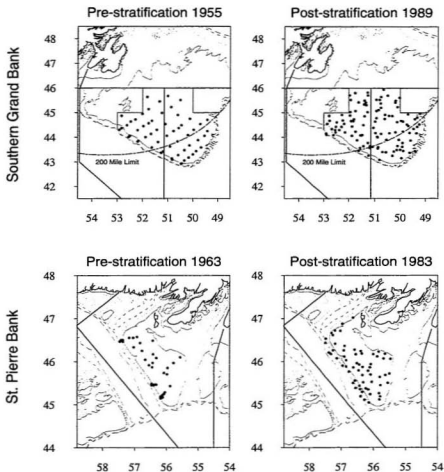 Pre-stratification 1955
Post-stratification 1989
Southern Grand Bank
48
47
46
45
44
43
42
200 Mile Limit
54 53 52 51 50 49
48
47
46
45
44
43
42
200 Mile Limit
54 53 52 51 50 49
Pre-stratification 1963
Post-stratification 1983
St. Pierre Bank
48
47
46
45
44
58 57 56 55 54
48
47
46
45
44
58 57 56 55 54